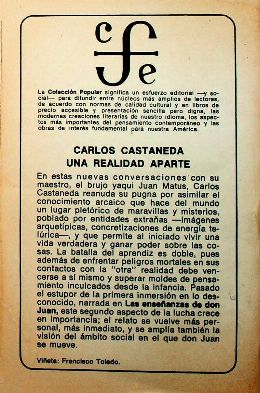 c f e
La Colección Popular significa un esfuerzo editorial —y so-
cial— para difundir entre núcleos más amplios de lectores,
de acuerdo con normas de calidad cultural y en libros de
precio accesible y presentación sencilla pero digna, las
modernas creaciones literarias de nuestro idioma, los aspec-
tos más importantes del pensamiento contemporáneo y las
obras de interés fundamental para nuestra América.
CARLOS CASTANEDA
UNA REALIDAD APARTE
En estas nuevas conversaciones con su
maestro, el brujo yaqui Juan Matus, Carlos
Castaneda reanuda su pugna por asimilar el
conocimiento arcaico que hace del mundo
un lugar pletórico de maravillas y misterios,
poblado por entidades extrañas —imágenes
arquetípicas, concretizaciones de energía te-
lúrica—, y que permite al iniciado vivir una
vida verdadera y ganar poder sobre las co-
sas. La batalla del aprendiz es doble, pues
además de enfrentar peligros mortales en sus
contactos con la "otra" realidad debe ven-
cerse a sí mismo y superar moldes de pensa-
miento inculcados desde la infancia. Pasado
el estupor de la primera inmersión en lo des-
conocido, narrada en Las enseñanzas de don
Juan, este segundo aspecto de la lucha crece
en importancia; el relato se vuelve más per-
sonal, más inmediato, y se amplía también la
visión del ámbito social en el que don Juan
se mueve.
Viñeta: Francisco Toledo.